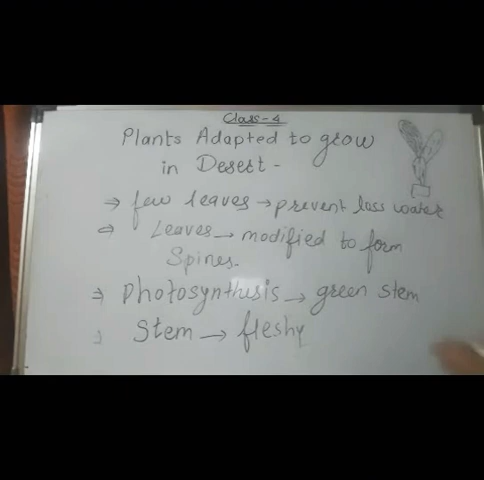 Class-4
Plants Adapted to grow
in Desert -
⇒ few leaves → prevent loss water
⇒ Leaves → modified to form
Spines.
⇒ Photosynthesis → green stem
⇒ Stem → fleshy